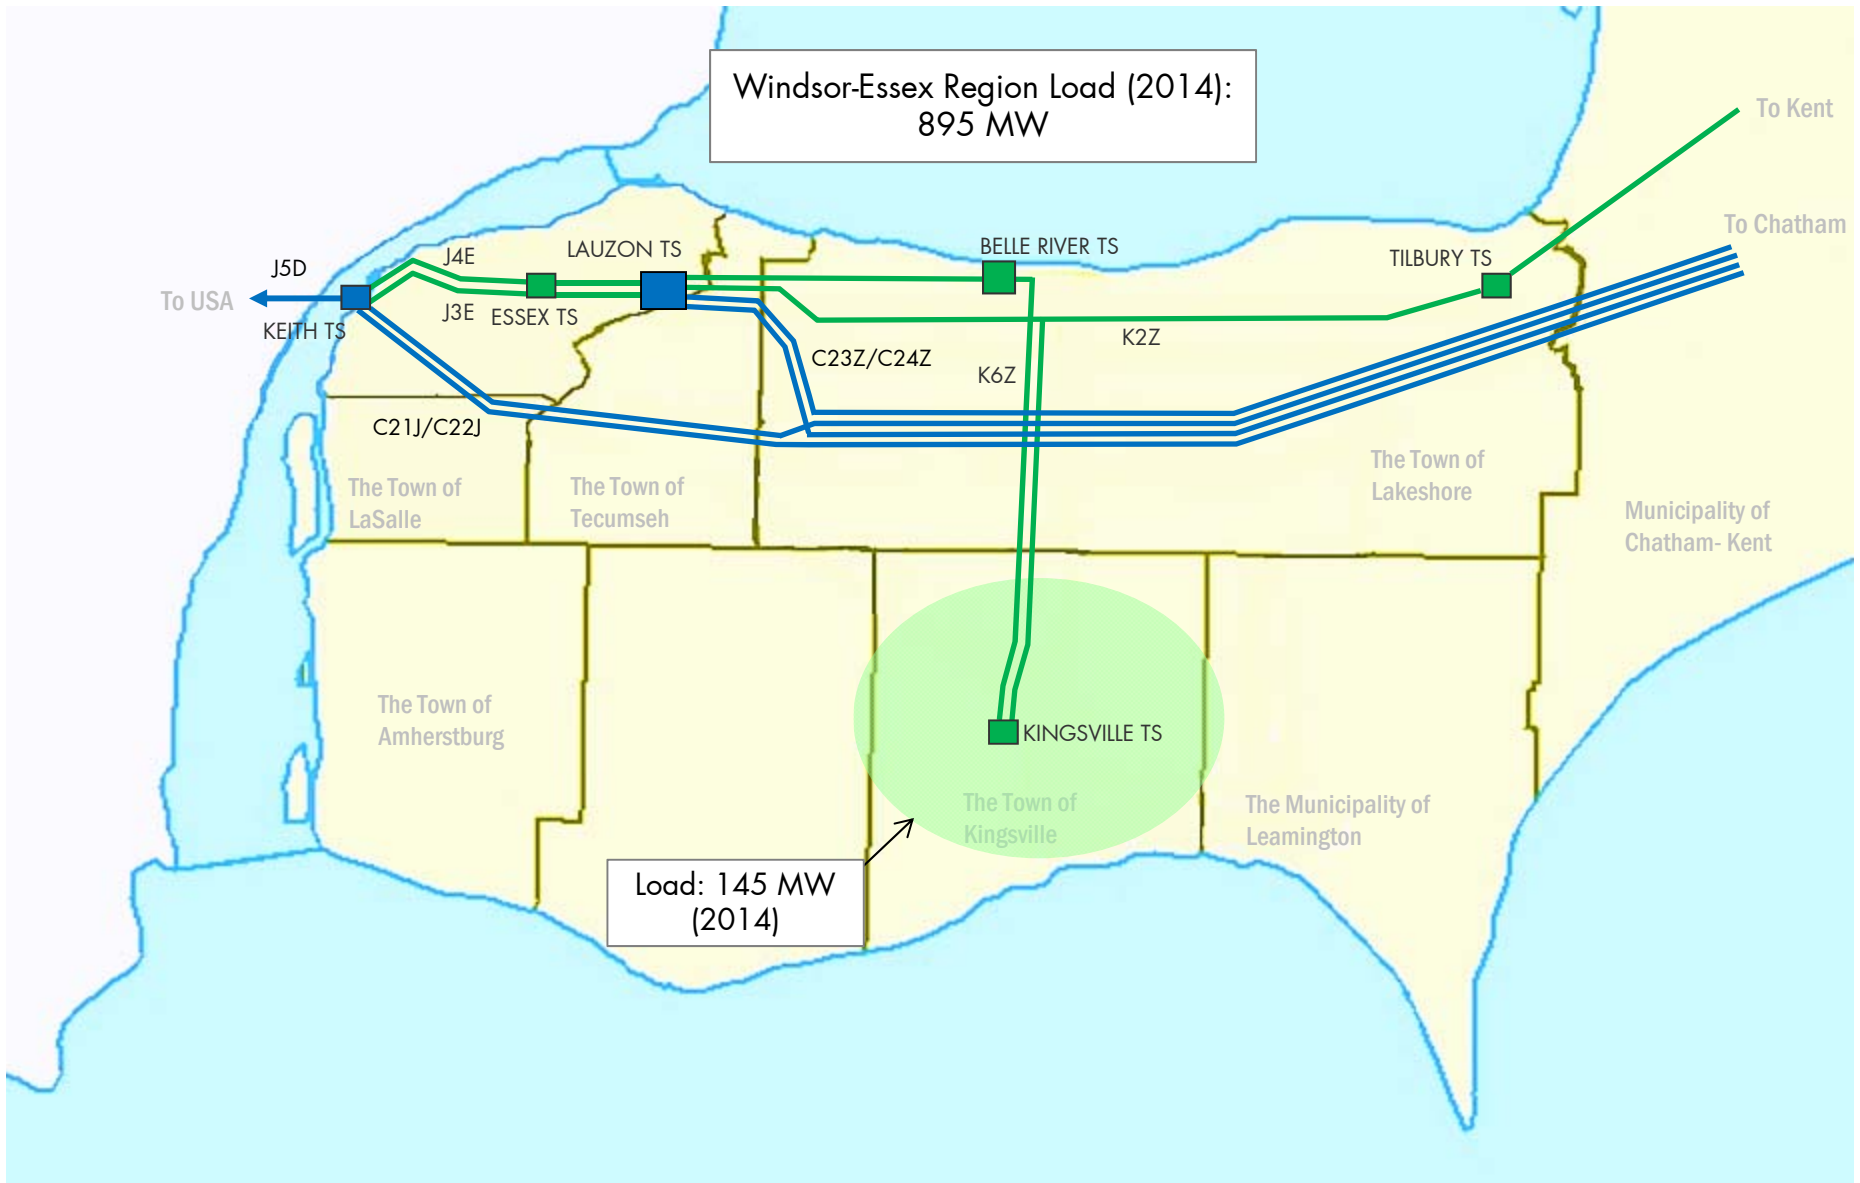 Windsor-Essex Region Load (2014):
895 MW
To Kent
To Chatham
J4E
LAUZON TS
BELLE RIVER TS
TILBURY TS
J5D
To USA
J3E
ESSEX TS
KEITH TS
K2Z
C23Z/C24Z
K6Z
C21J/C22J
The Town of
LaSalle
The Town of
Tecumseh
The Town of
Lakeshore
Municipality of
Chatham- Kent
The Town of
Amherstburg
KINGSVILLE TS
The Town of
Kingsville
The Municipality of
Leamington
Load: 145 MW
(2014)